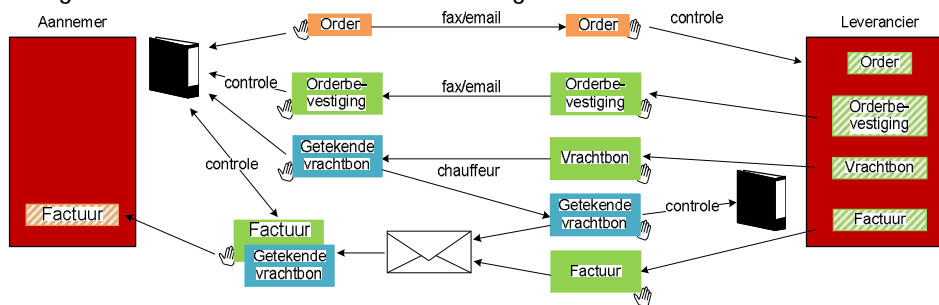 Aannemer
Order
fax/email
Order
controle
Leverancier
Order
controle
Orderbe-
vestiging
fax/email
Orderbe-
vestiging
Orderbe-
vestiging
Getekende
vrachtbon
chauffeur
Vrachtbon
Vrachtbon
controle
Getekende
vrachtbon
controle
Factuur
Factuur
Factuur
Getekende
vrachtbon
Factuur